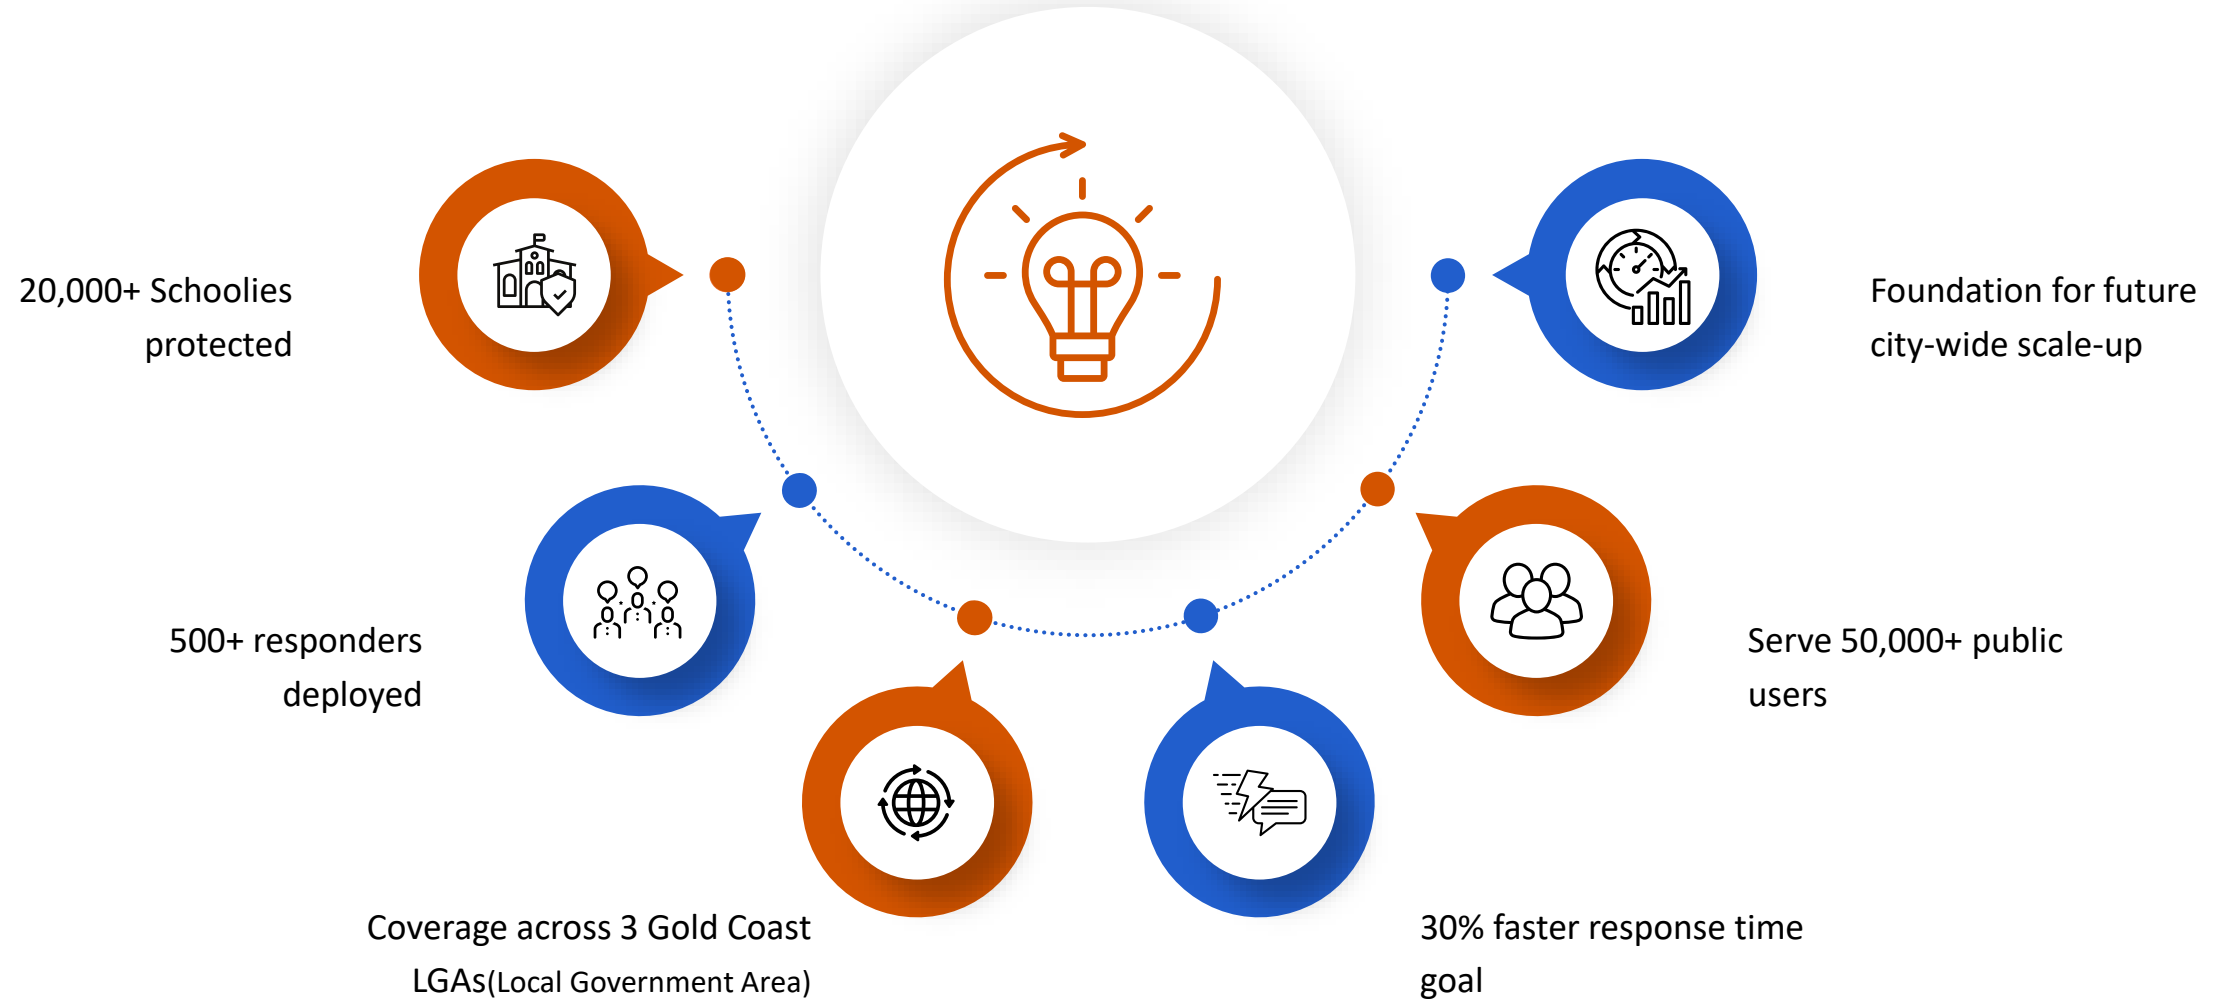 20,000+ Schoolies
protected
500+ responders
deployed
Coverage across 3 Gold Coast
LGAs(Local Government Area)
30% faster response time
goal
Serve 50,000+ public
users
Foundation for future
city-wide scale-up